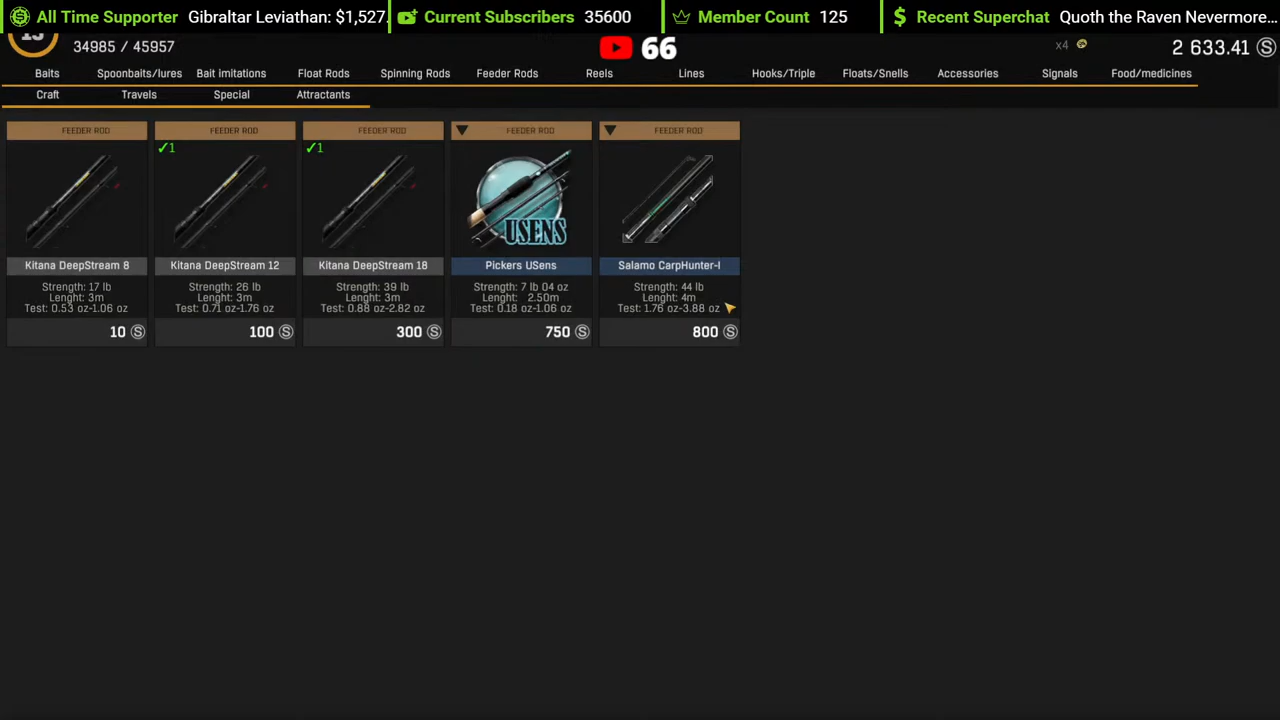 All Time Supporter Gibraltar Leviathan: $1,527. Current Subscribers 35600 Member Count 125 Recent Superchat Quoth the Raven Nevermore...
34985 / 45957 66 x4 2 633.41
Baits Spoonbaits/lures Bait imitations Float Rods Spinning Rods Feeder Rods Reels Lines Hooks/Triple Floats/Snells Accessories Signals Food/medicines
Craft Travels Special Attractants
FEEDER ROD FEEDER ROD FEEDER ROD FEEDER ROD FEEDER ROD
✓1 ✓1
USENS
Kitana DeepStream 8 Kitana DeepStream 12 Kitana DeepStream 18 Pickers USens Salamo CarpHunter-I
Strength: 17 lb Strength: 26 lb Strength: 39 lb Strength: 7 lb 04 oz Strength: 44 lb
Lenght: 3m Lenght: 3m Lenght: 3m Lenght: 2.50m Lenght: 4m
Test: 0.53 oz-1.06 oz Test: 0.71 oz-1.76 oz Test: 0.88 oz-2.82 oz Test: 0.18 oz-1.06 oz Test: 1.76 oz-3.88 oz
10 S 100 S 300 S 750 S 800 S